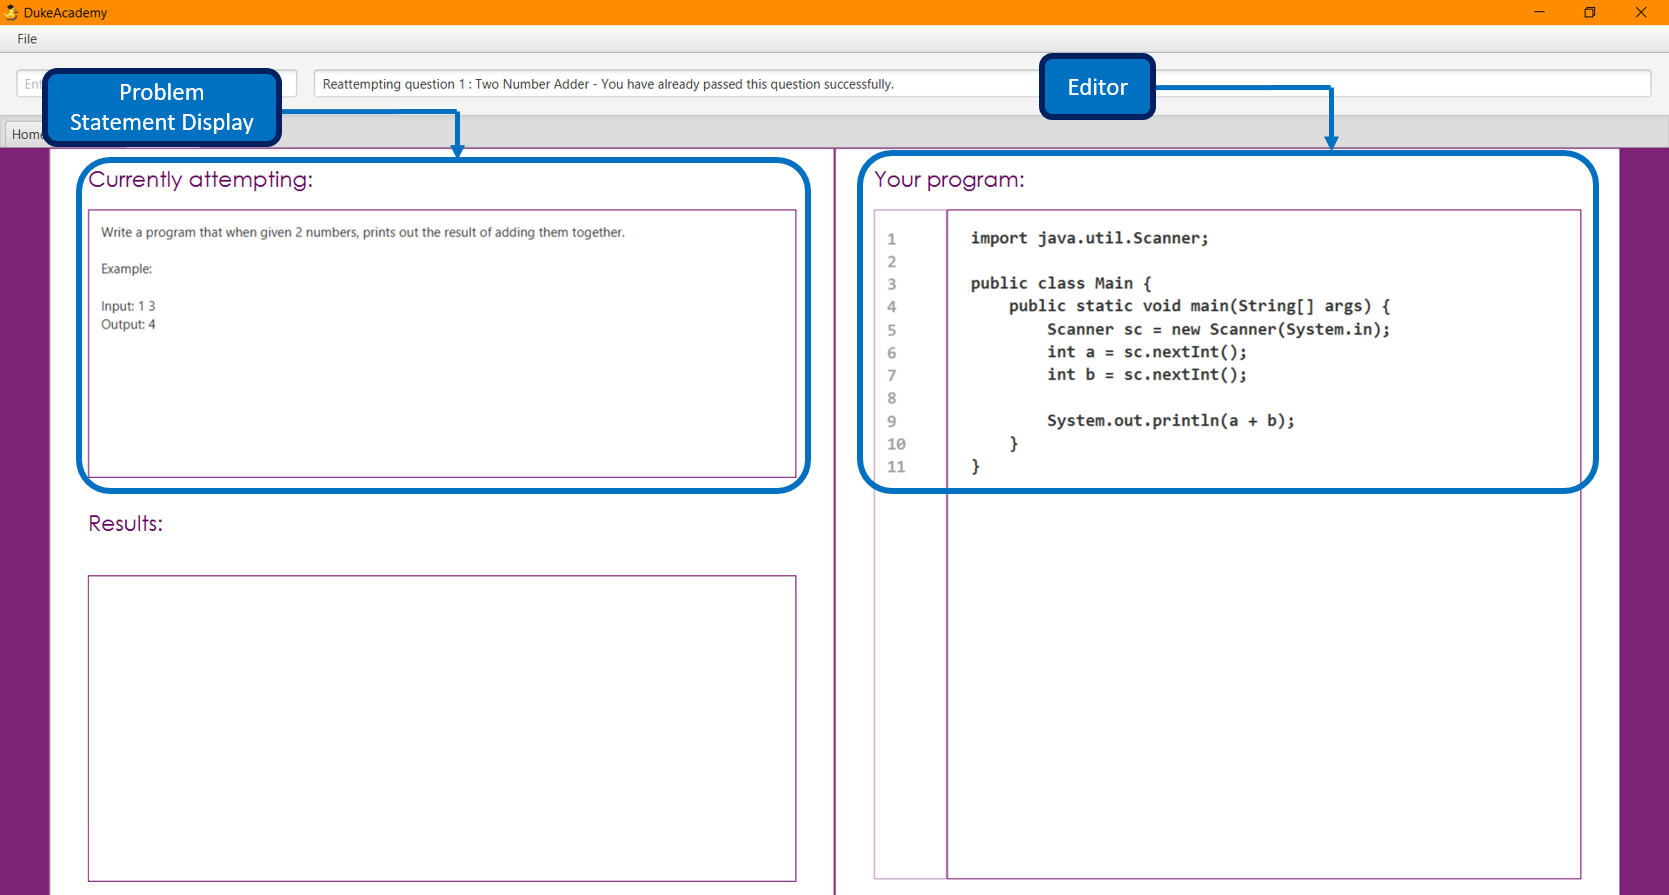 DukeAcademy
File
Ent
Reattempting question 1 : Two Number Adder - You have already passed this question successfully.
Problem
Statement Display
Editor
Home
Currently attempting:
Write a program that when given 2 numbers, prints out the result of adding them together.
Example:
Input: 1 3
Output: 4
Results:
Your program:
1 import java.util.Scanner;
2
3 public class Main {
4     public static void main(String[] args) {
5         Scanner sc = new Scanner(System.in);
6         int a = sc.nextInt();
7         int b = sc.nextInt();
8
9         System.out.println(a + b);
10     }
11 }